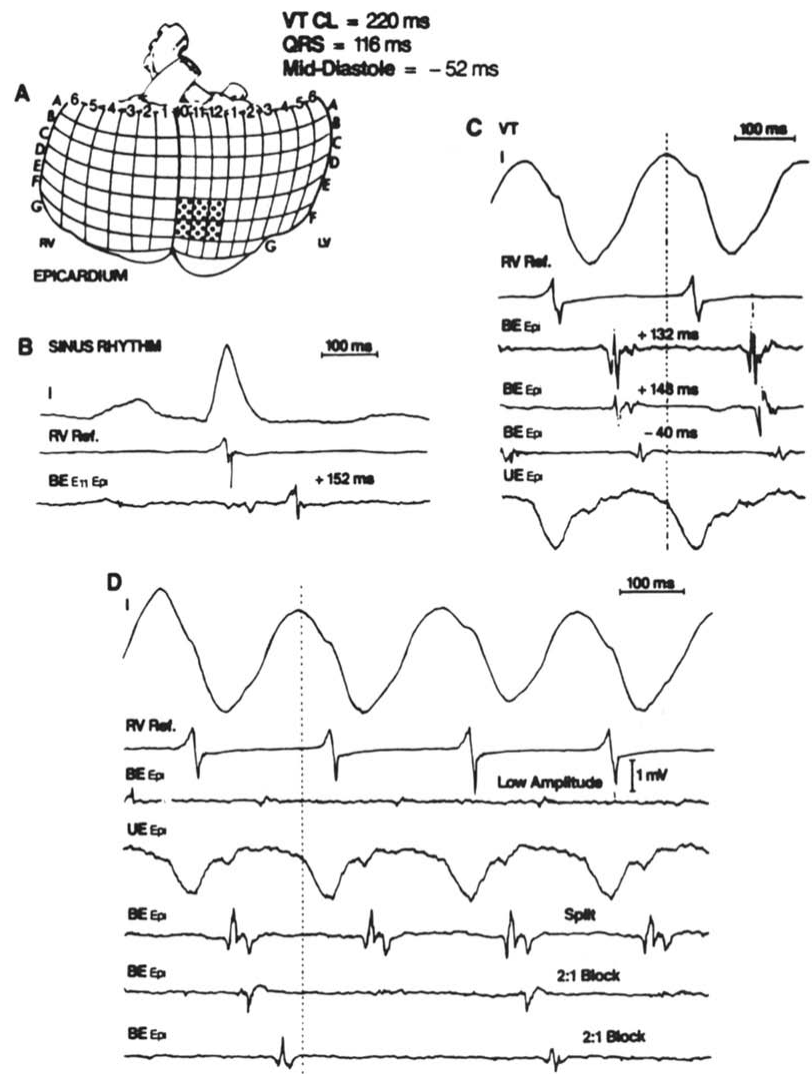 VT CL = 220 ms
QRS = 116 ms
Mid-Diastole = - 52 ms
A
A 6 -5 -4 -3 -2 -1 10 11 12 -1 -2 -3 -4 -5 -6 A
B B
C C
D D
E E
F F
G G
RV LV
EPICARDIUM
B SINUS RHYTHM
100 ms
I
RV Ref.
BE E11 Epi
+ 152 ms
C VT
100 ms
I
RV Ref.
BE Epi
+ 132 ms
BE Epi
+ 148 ms
BE Epi
- 40 ms
UE Epi
D
100 ms
I
RV Ref.
1 mV
BE Epi
Low Amplitude
UE Epi
BE Epi
Split
BE Epi
2:1 Block
BE Epi
2:1 Block